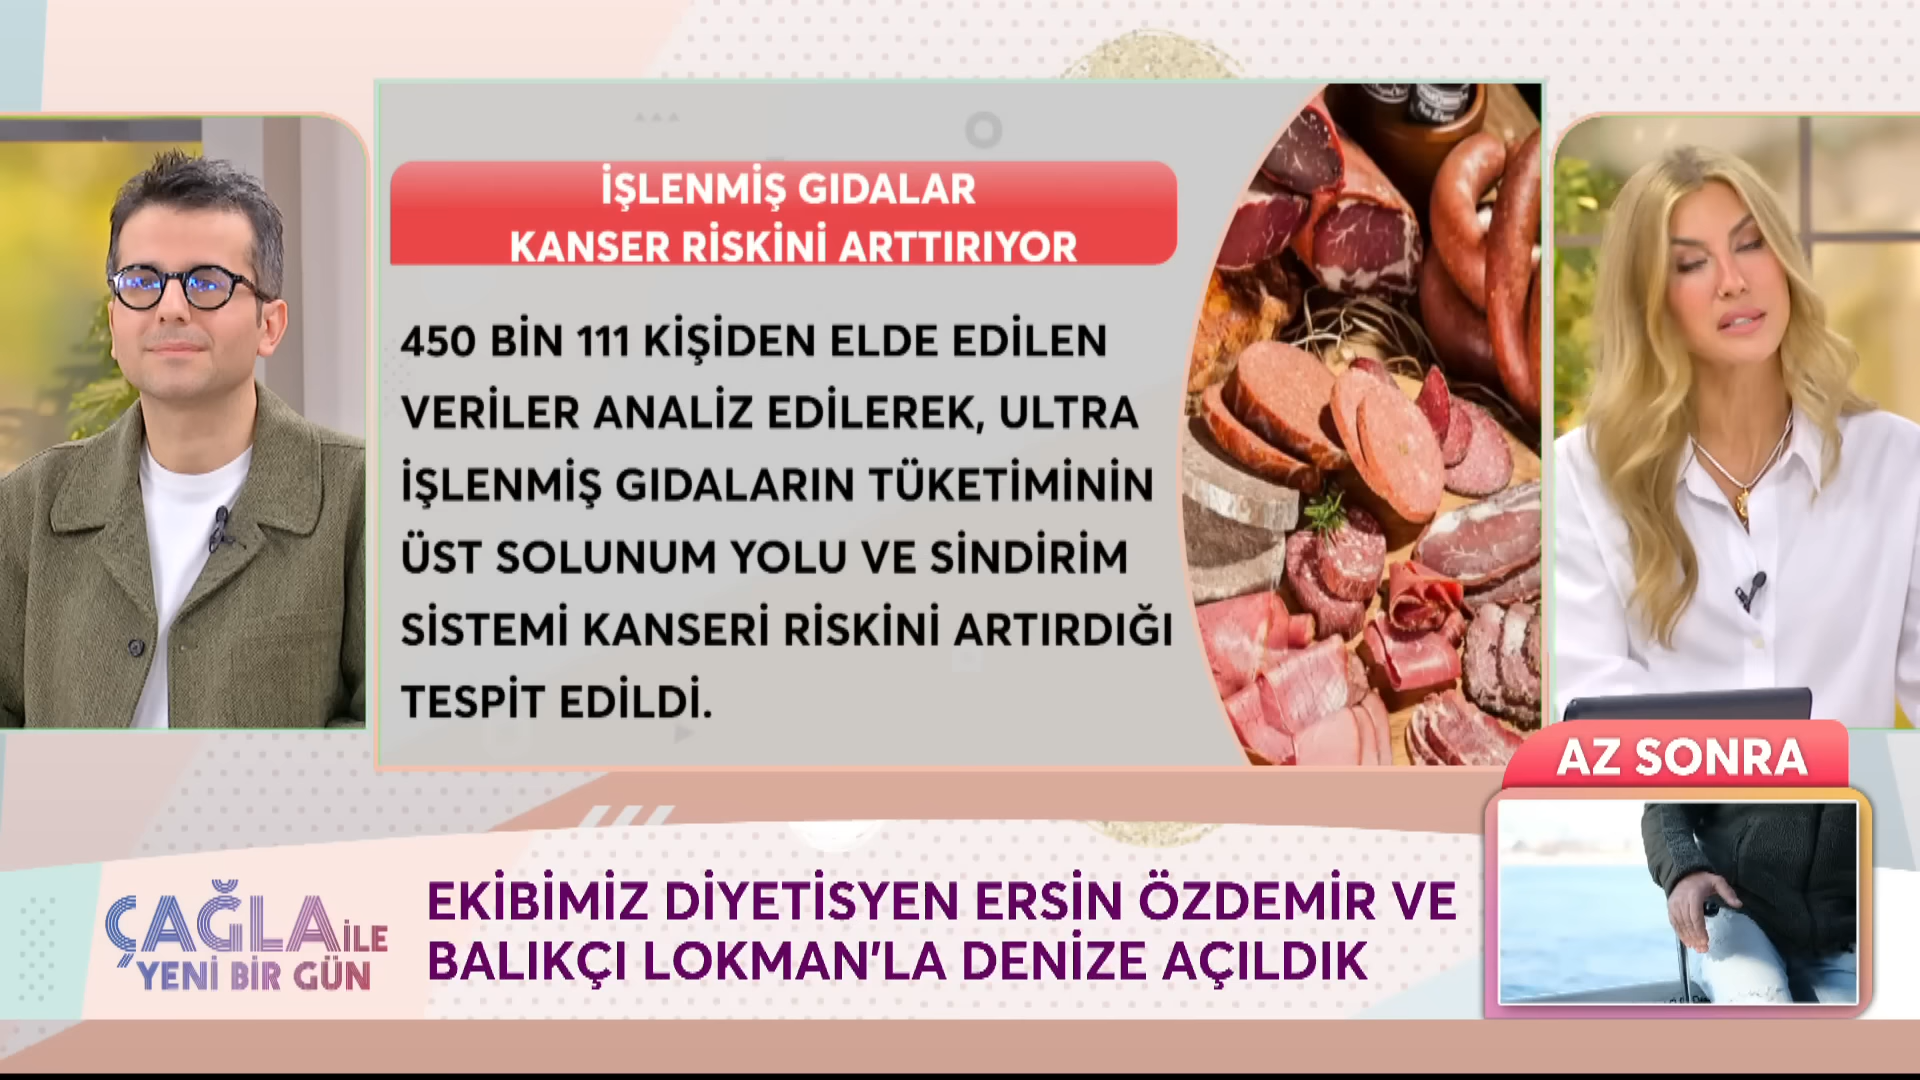 İŞLENMİŞ GIDALAR
KANSER RİSKİNİ ARTTIRIYOR
450 BİN 111 KİŞİDEN ELDE EDİLEN
VERİLER ANALİZ EDİLEREK, ULTRA
İŞLENMİŞ GIDALARIN TÜKETİMİNİN
ÜST SOLUNUM YOLU VE SİNDİRİM
SİSTEMİ KANSERİ RİSKİNİ ARTIRDIĞI
TESPİT EDİLDİ.
AZ SONRA
ÇAĞLA İLE
YENİ BİR GÜN
EKİBİMİZ DİYETİSYEN ERSİN ÖZDEMİR VE
BALIKÇI LOKMAN'LA DENİZE AÇILDIK